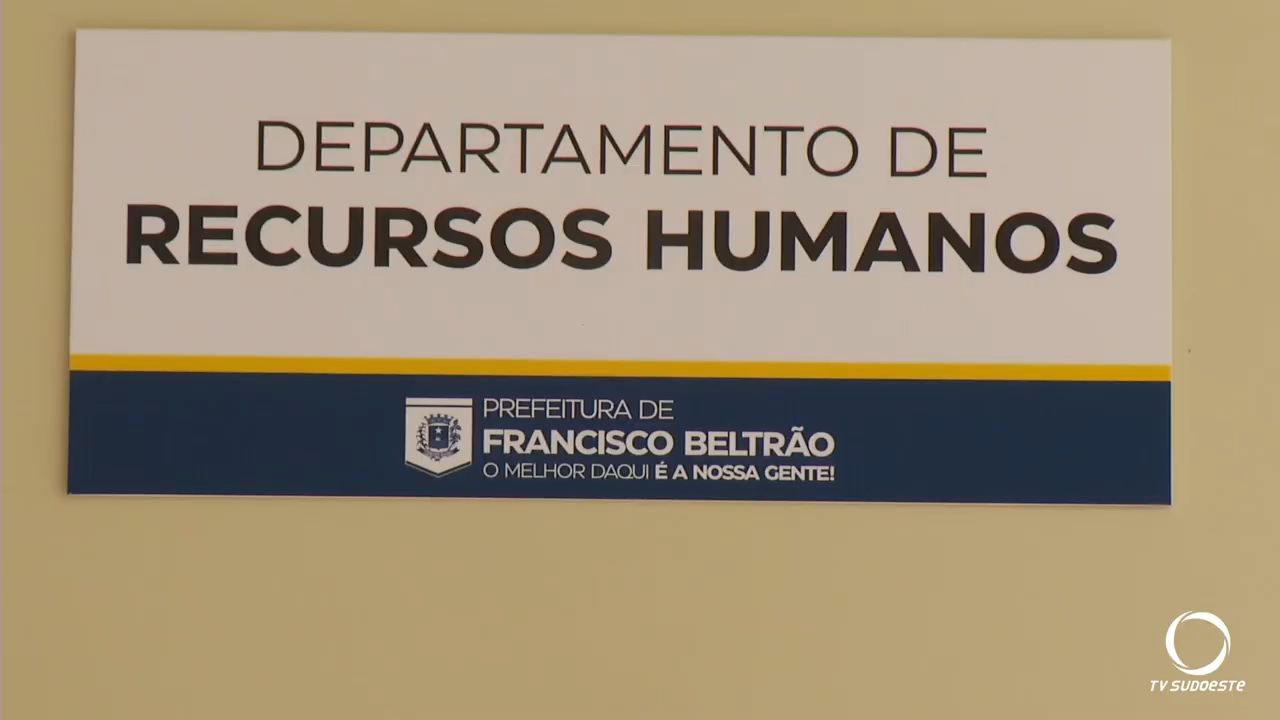 DEPARTAMENTO DE
RECURSOS HUMANOS
PREFEITURA DE
FRANCISCO BELTRÃO
O MELHOR DAQUI É A NOSSA GENTE!
TV SUDOESTE